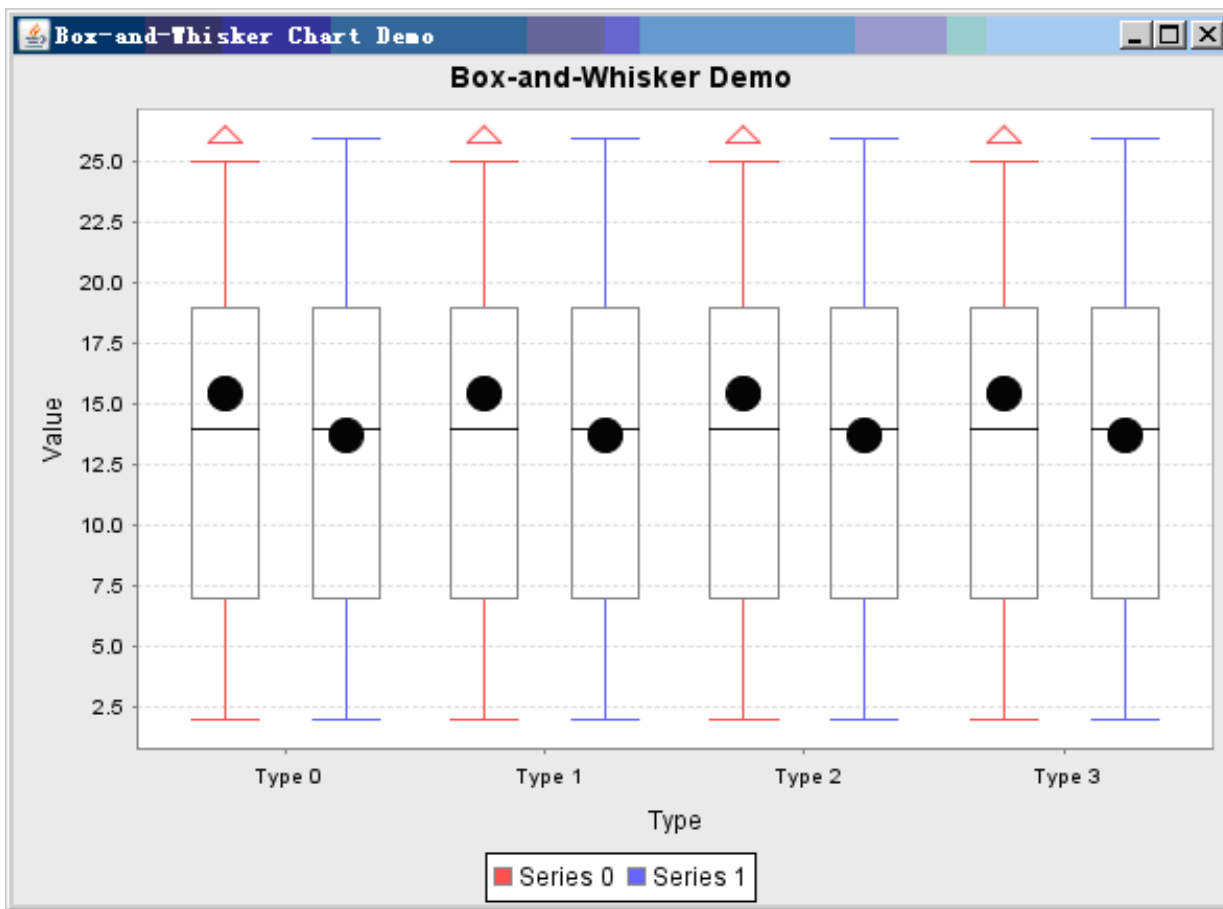 Box-and-Whisker Chart Demo
Box-and-Whisker Demo
Value
25.0
22.5
20.0
17.5
15.0
12.5
10.0
7.5
5.0
2.5
Type 0 Type 1 Type 2 Type 3
Type
Series 0 Series 1